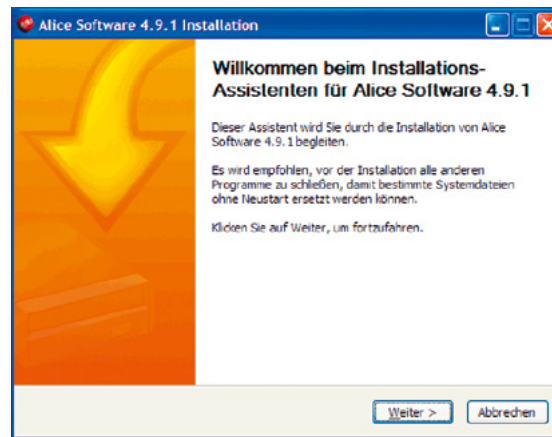 Alice Software 4.9.1 Installation
Willkommen beim Installations-
Assistenten für Alice Software 4.9.1
Dieser Assistent wird Sie durch die Installation von Alice
Software 4.9.1 begleiten.
Es wird empfohlen, vor der Installation alle anderen
Programme zu schließen, damit bestimmte Systemdateien
ohne Neustart ersetzt werden können.
Klicken Sie auf Weiter, um fortzufahren.
Weiter >
Abbrechen